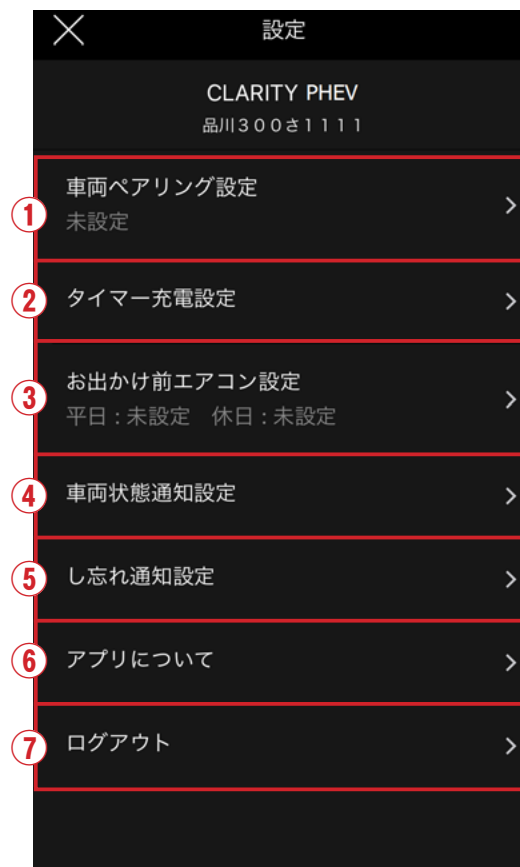 設定
CLARITY PHEV
品川３００さ１１１１
① 車両ペアリング設定
未設定
② タイマー充電設定
③ お出かけ前エアコン設定
平日：未設定　休日：未設定
④ 車両状態通知設定
⑤ し忘れ通知設定
⑥ アプリについて
⑦ ログアウト